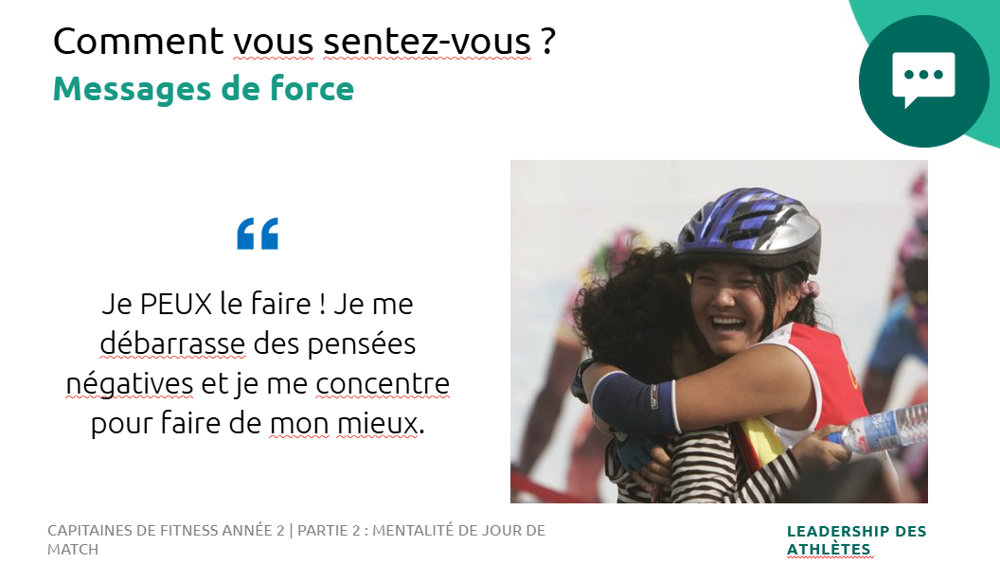 Comment vous sentez-vous ?
Messages de force
“
Je PEUX le faire ! Je me
débarrasse des pensées
négatives et je me concentre
pour faire de mon mieux.
CAPITAINES DE FITNESS ANNÉE 2 | PARTIE 2 : MENTALITÉ DE JOUR DE
MATCH
LEADERSHIP DES
ATHLÈTES